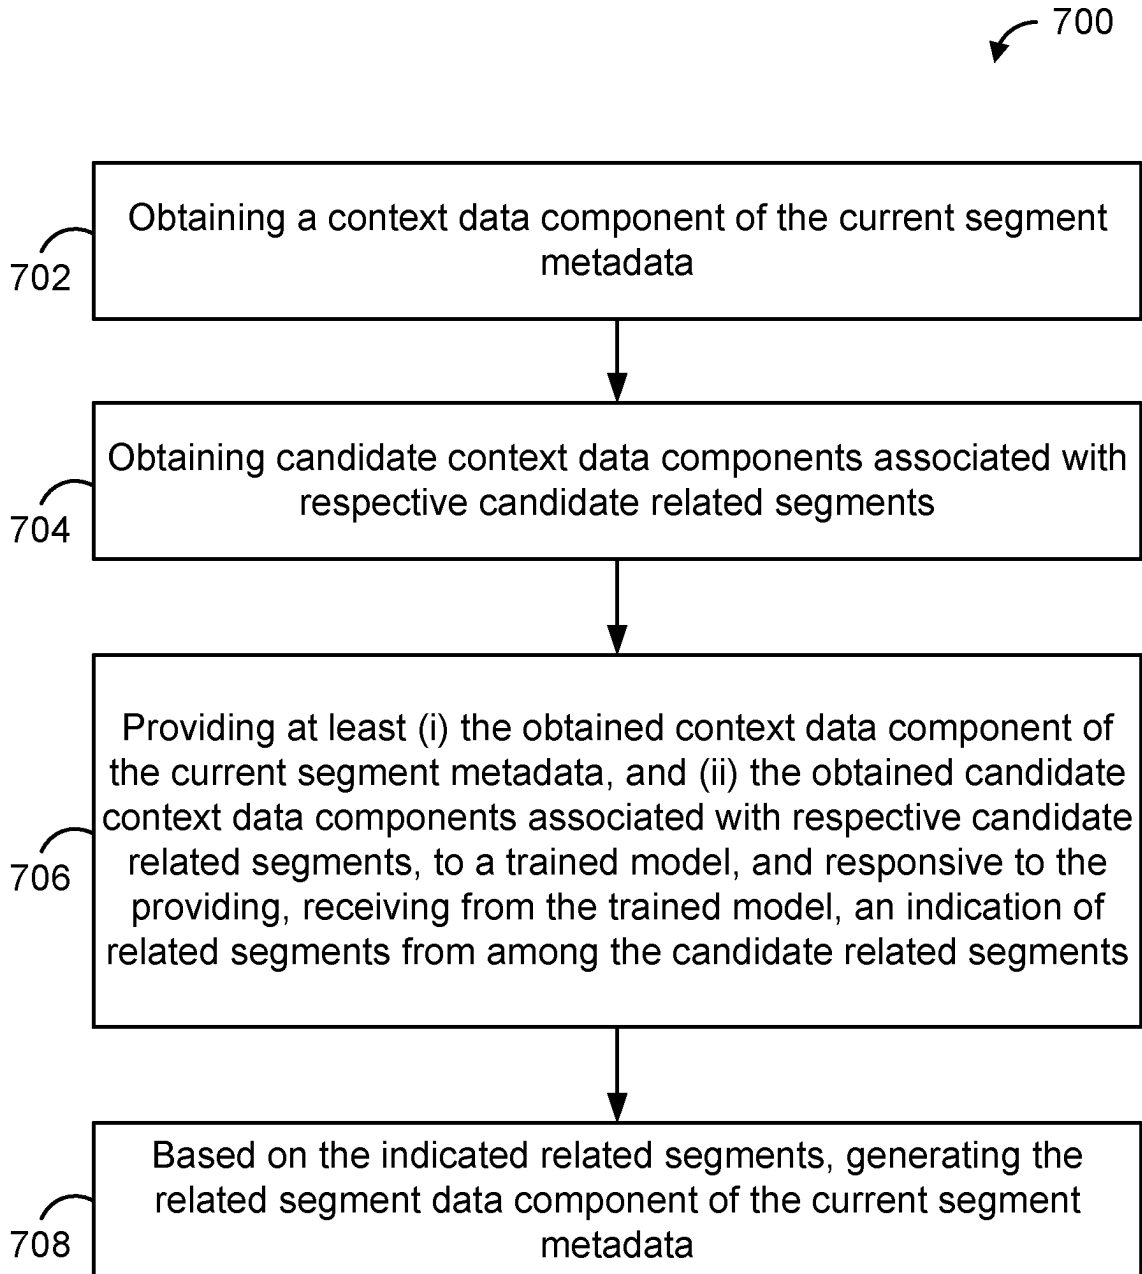 700
Obtaining a context data component of the current segment
metadata
702
Obtaining candidate context data components associated with
respective candidate related segments
704
Providing at least (i) the obtained context data component of
the current segment metadata, and (ii) the obtained candidate
context data components associated with respective candidate
related segments, to a trained model, and responsive to the
providing, receiving from the trained model, an indication of
related segments from among the candidate related segments
706
Based on the indicated related segments, generating the
related segment data component of the current segment
metadata
708